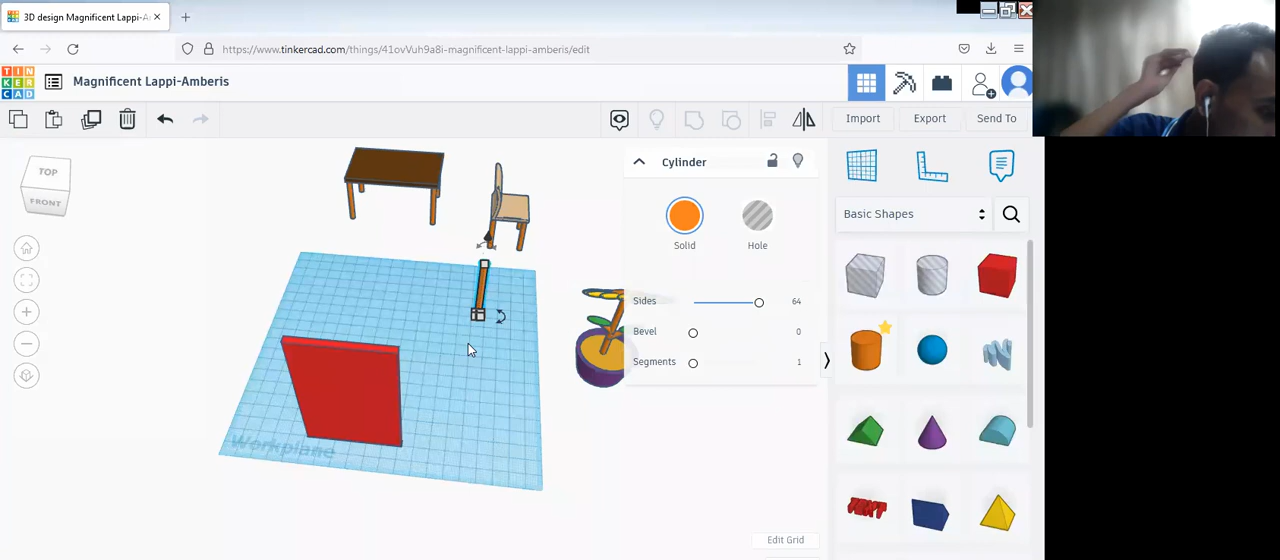 3D design Magnificent Lappi-A
https://www.tinkercad.com/things/41ovVuh9a8i-magnificent-lappi-amberis/edit
TIN
KER
CAD
Magnificent Lappi-Amberis
Import
Export
Send To
TOP
FRONT
Cylinder
Solid
Hole
Sides
64
Bevel
0
Segments
1
Basic Shapes
TEXT
Workplane
Edit Grid